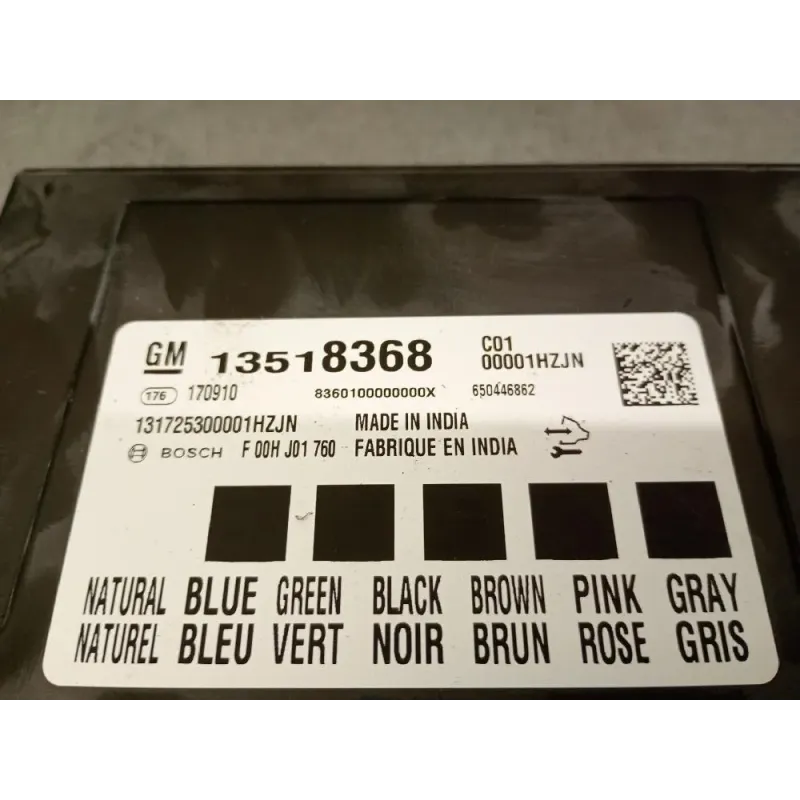 GM 13518368 C01
00001HZJN
176 170910 8360100000000X 650446862
131725300001HZJN MADE IN INDIA
BOSCH F 00H J01 760 FABRIQUE EN INDIA
NATURAL BLUE GREEN BLACK BROWN PINK GRAY
NATUREL BLEU VERT NOIR BRUN ROSE GRIS